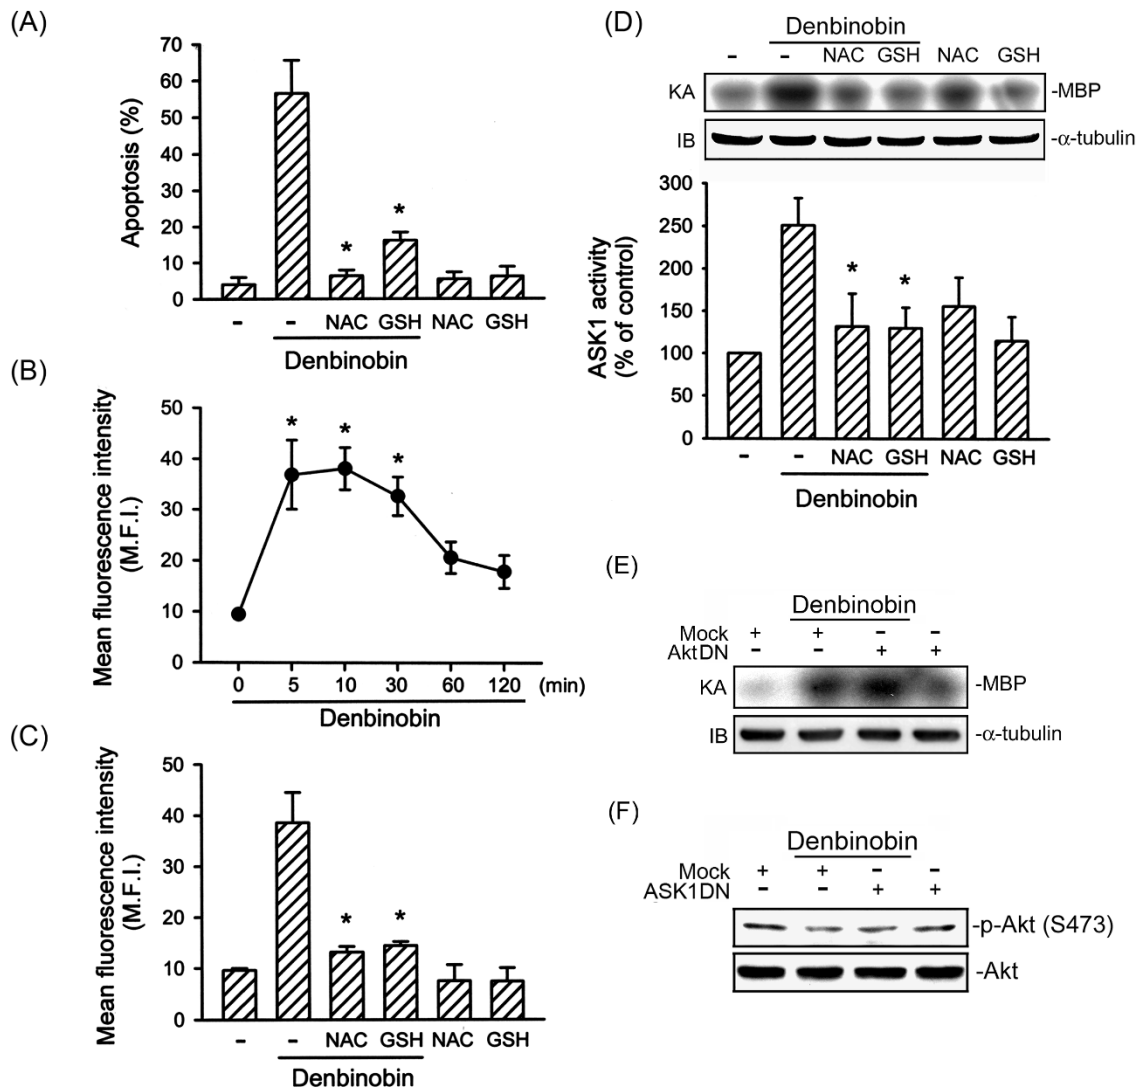 (A)
Apoptosis (%)
70
60
50
40
30
20
10
0
- - NAC GSH NAC GSH
Denbinobin
(B)
Mean fluorescence intensity
(M.F.I.)
50
40
30
20
10
0
* * *
0 5 10 30 60 120 (min)
Denbinobin
(C)
Mean fluorescence intensity
(M.F.I.)
50
40
30
20
10
0
* *
- - NAC GSH NAC GSH
Denbinobin
(D)
Denbinobin
- - NAC GSH NAC GSH
KA -MBP
IB -α-tubulin
ASK1 activity
(% of control)
300
250
200
150
100
50
0
* *
- - NAC GSH NAC GSH
Denbinobin
(E)
Denbinobin
Mock + + - -
AktDN - - + +
KA -MBP
IB -α-tubulin
(F)
Denbinobin
Mock + + - -
ASK1DN - - + +
-p-Akt (S473)
-Akt